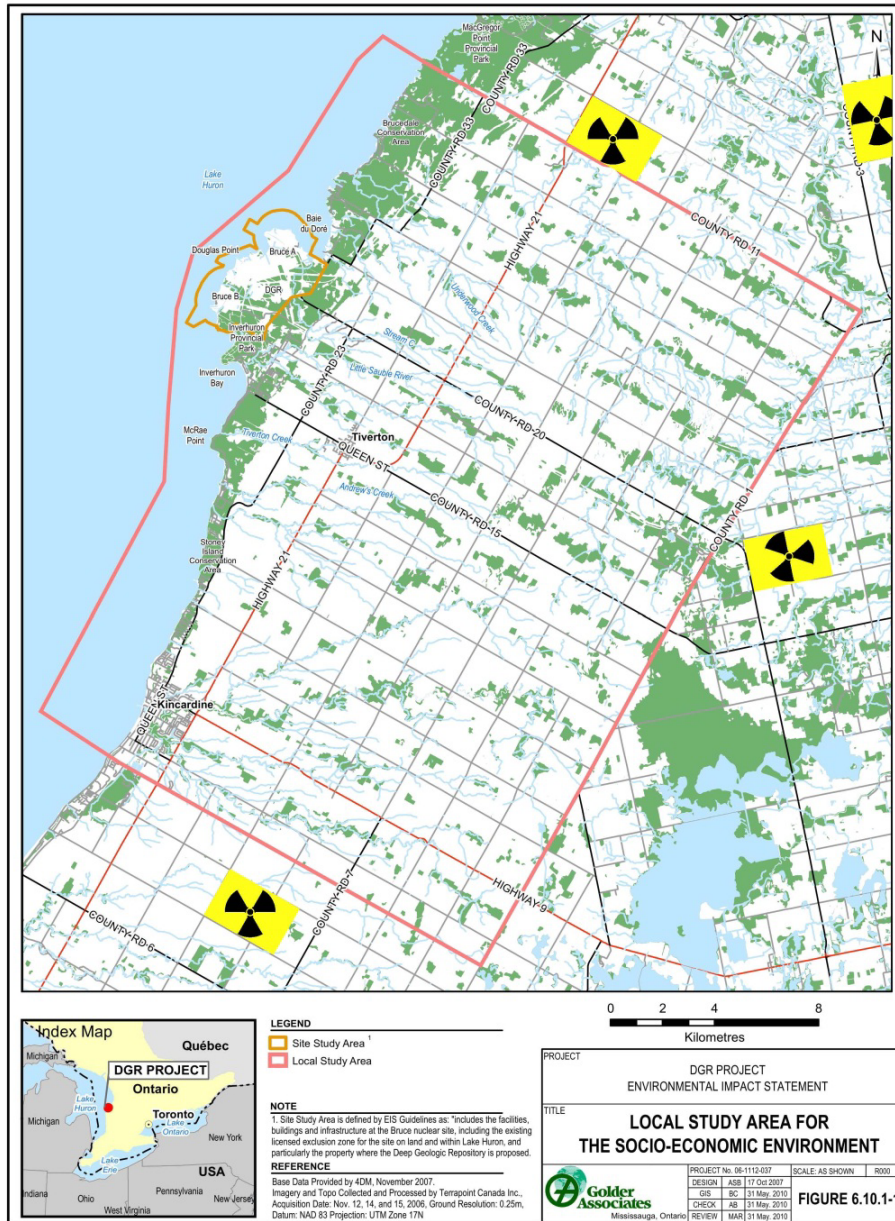 MacGregor
Point
Provincial
Park
N
COUNTY RD 33
Brucedale
Conservation
Area
COUNTY RD 33
COUNTY RD 3
Lake
Huron
HIGHWAY 21
COUNTY RD 11
Baie
du Doré
Douglas Point
Bruce A
DGR
Bruce B
Underwood Creek
Inverhuron
Provincial
Park
Stream C
COUNTY RD 23
Little Sauble River
Inverhuron
Bay
COUNTY RD 20
McRae
Point
Tiverton Creek
Tiverton
QUEEN ST
Andrew's Creek
COUNTY RD 15
COUNTY RD 1
Stoney
Island
Conservation
Area
HIGHWAY 21
QUEEN ST
Kincardine
HIGHWAY 9
COUNTY RD 7
COUNTY RD 6
Index Map
Québec
Michigan
DGR PROJECT
Ontario
Lake
Huron
Toronto
Lake
Ontario
Michigan
New York
Lake
Erie
USA
Indiana
Ohio
Pennsylvania
New Jersey
West Virginia
LEGEND
Site Study Area 1
Local Study Area
NOTE
1. Site Study Area is defined by EIS Guidelines as: "includes the facilities,
buildings and infrastructure at the Bruce nuclear site, including the existing
licensed exclusion zone for the site on land and within Lake Huron, and
particularly the property where the Deep Geologic Repository is proposed.
REFERENCE
Base Data Provided by 4DM, November 2007.
Imagery and Topo Collected and Processed by Terrapoint Canada Inc.,
Acquisition Date: Nov. 12, 14, and 15, 2006, Ground Resolution: 0.25m,
Datum: NAD 83 Projection: UTM Zone 17N
0 2 4 8
Kilometres
PROJECT
DGR PROJECT
ENVIRONMENTAL IMPACT STATEMENT
TITLE
LOCAL STUDY AREA FOR
THE SOCIO-ECONOMIC ENVIRONMENT
Golder
Associates
Mississauga, Ontario
PROJECT No. 06-1112-037 SCALE: AS SHOWN R000
DESIGN ASB 17 Oct 2007
GIS BC 31 May. 2010
CHECK AB 31 May. 2010
REVIEW MAR 31 May. 2010
FIGURE 6.10.1-1